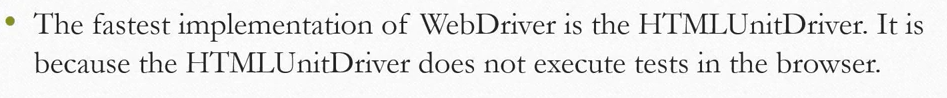 • The fastest implementation of WebDriver is the HTMLUnitDriver. It is
because the HTMLUnitDriver does not execute tests in the browser.